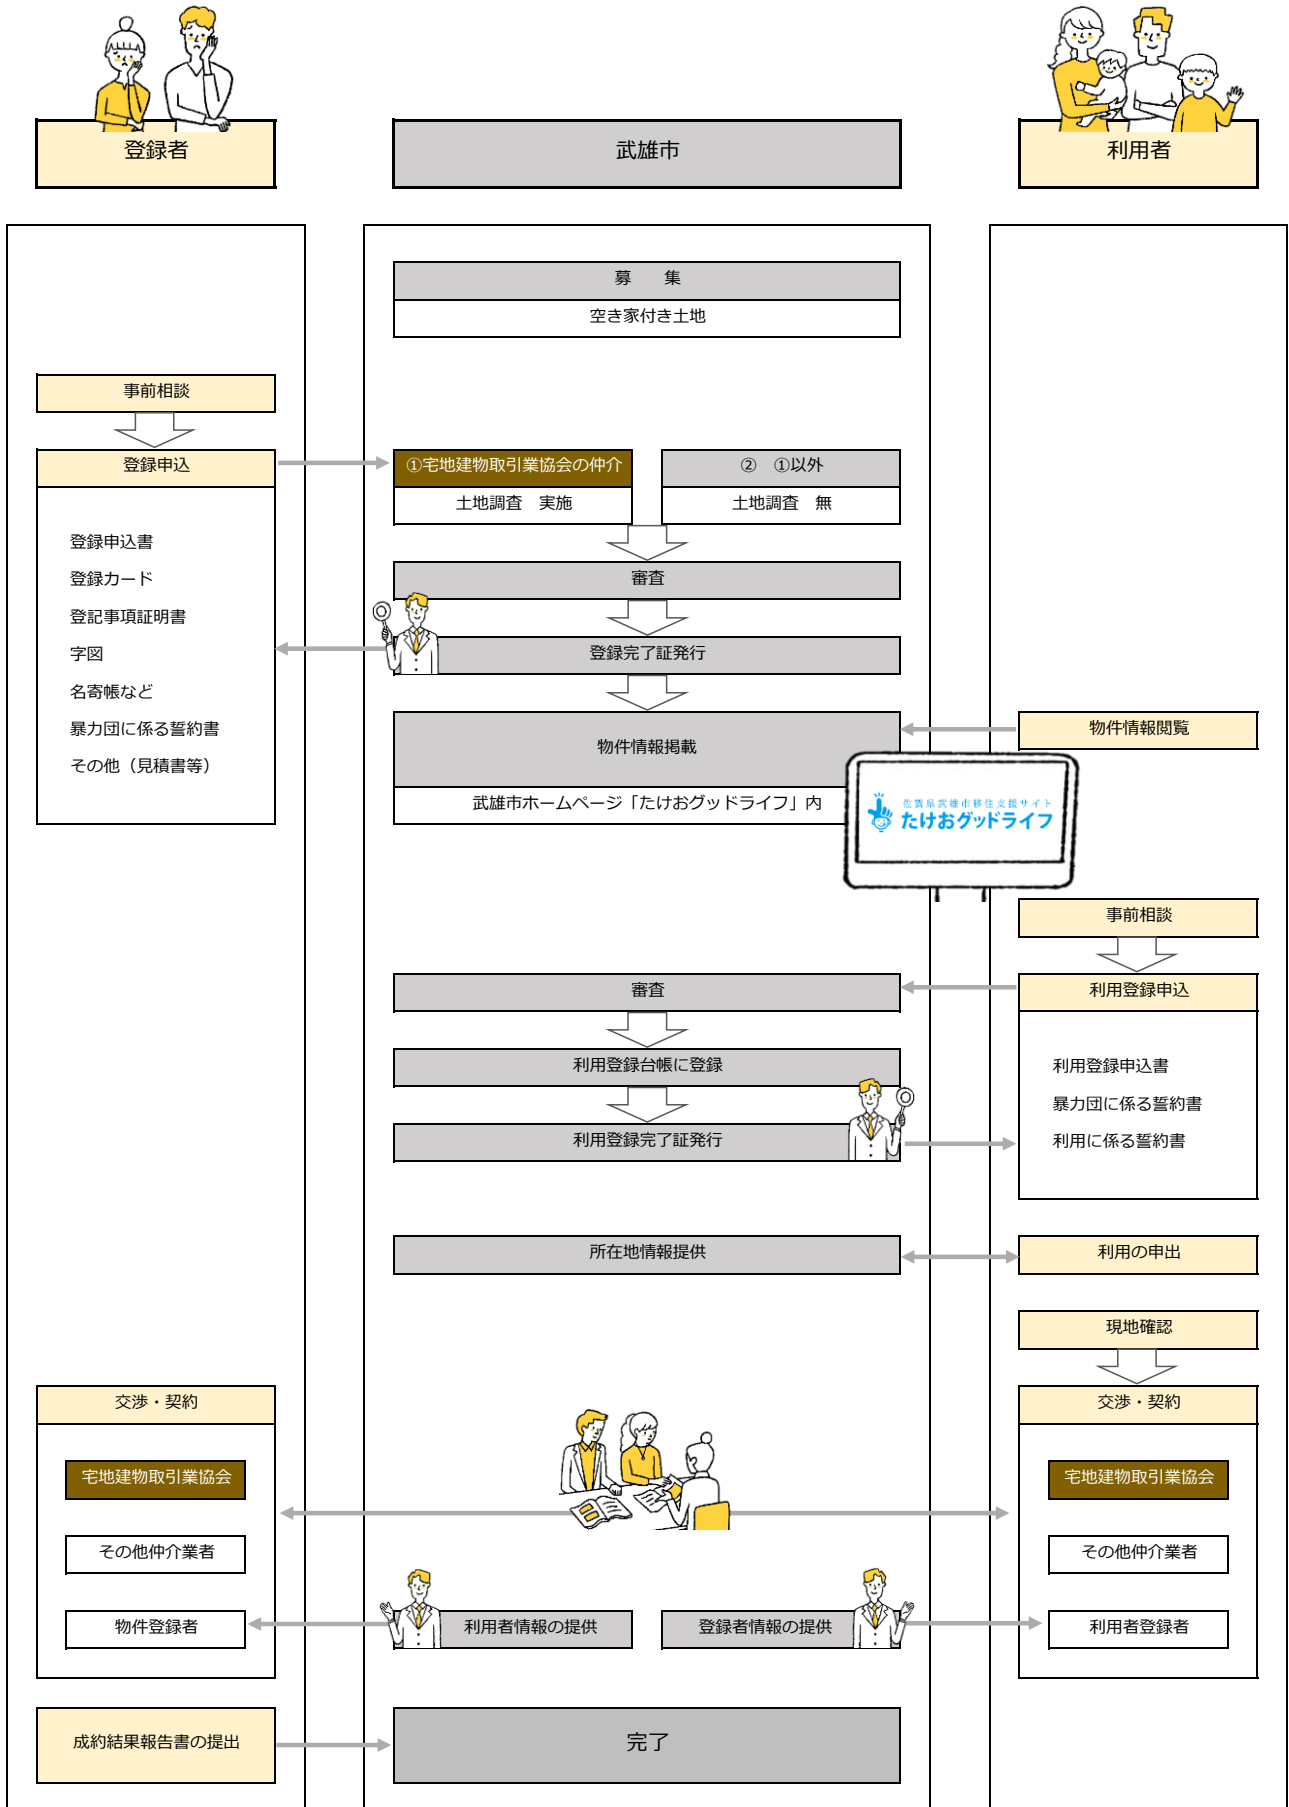 登録者
武雄市
利用者
募　　集
空き家付き土地
事前相談
登録申込
①宅地建物取引業協会の仲介
②　①以外
土地調査　実施
土地調査　無
登録申込書
登録カード
登記事項証明書
字図
名寄帳など
暴力団に係る誓約書
その他（見積書等）
審査
登録完了証発行
物件情報掲載
武雄市ホームページ「たけおグッドライフ」内
物件情報閲覧
佐賀県武雄市移住支援サイト
たけおグッドライフ
事前相談
審査
利用登録申込
利用登録台帳に登録
利用登録完了証発行
利用登録申込書
暴力団に係る誓約書
利用に係る誓約書
所在地情報提供
利用の申出
現地確認
交渉・契約
宅地建物取引業協会
その他仲介業者
物件登録者
利用者情報の提供
登録者情報の提供
交渉・契約
宅地建物取引業協会
その他仲介業者
利用者登録者
成約結果報告書の提出
完了